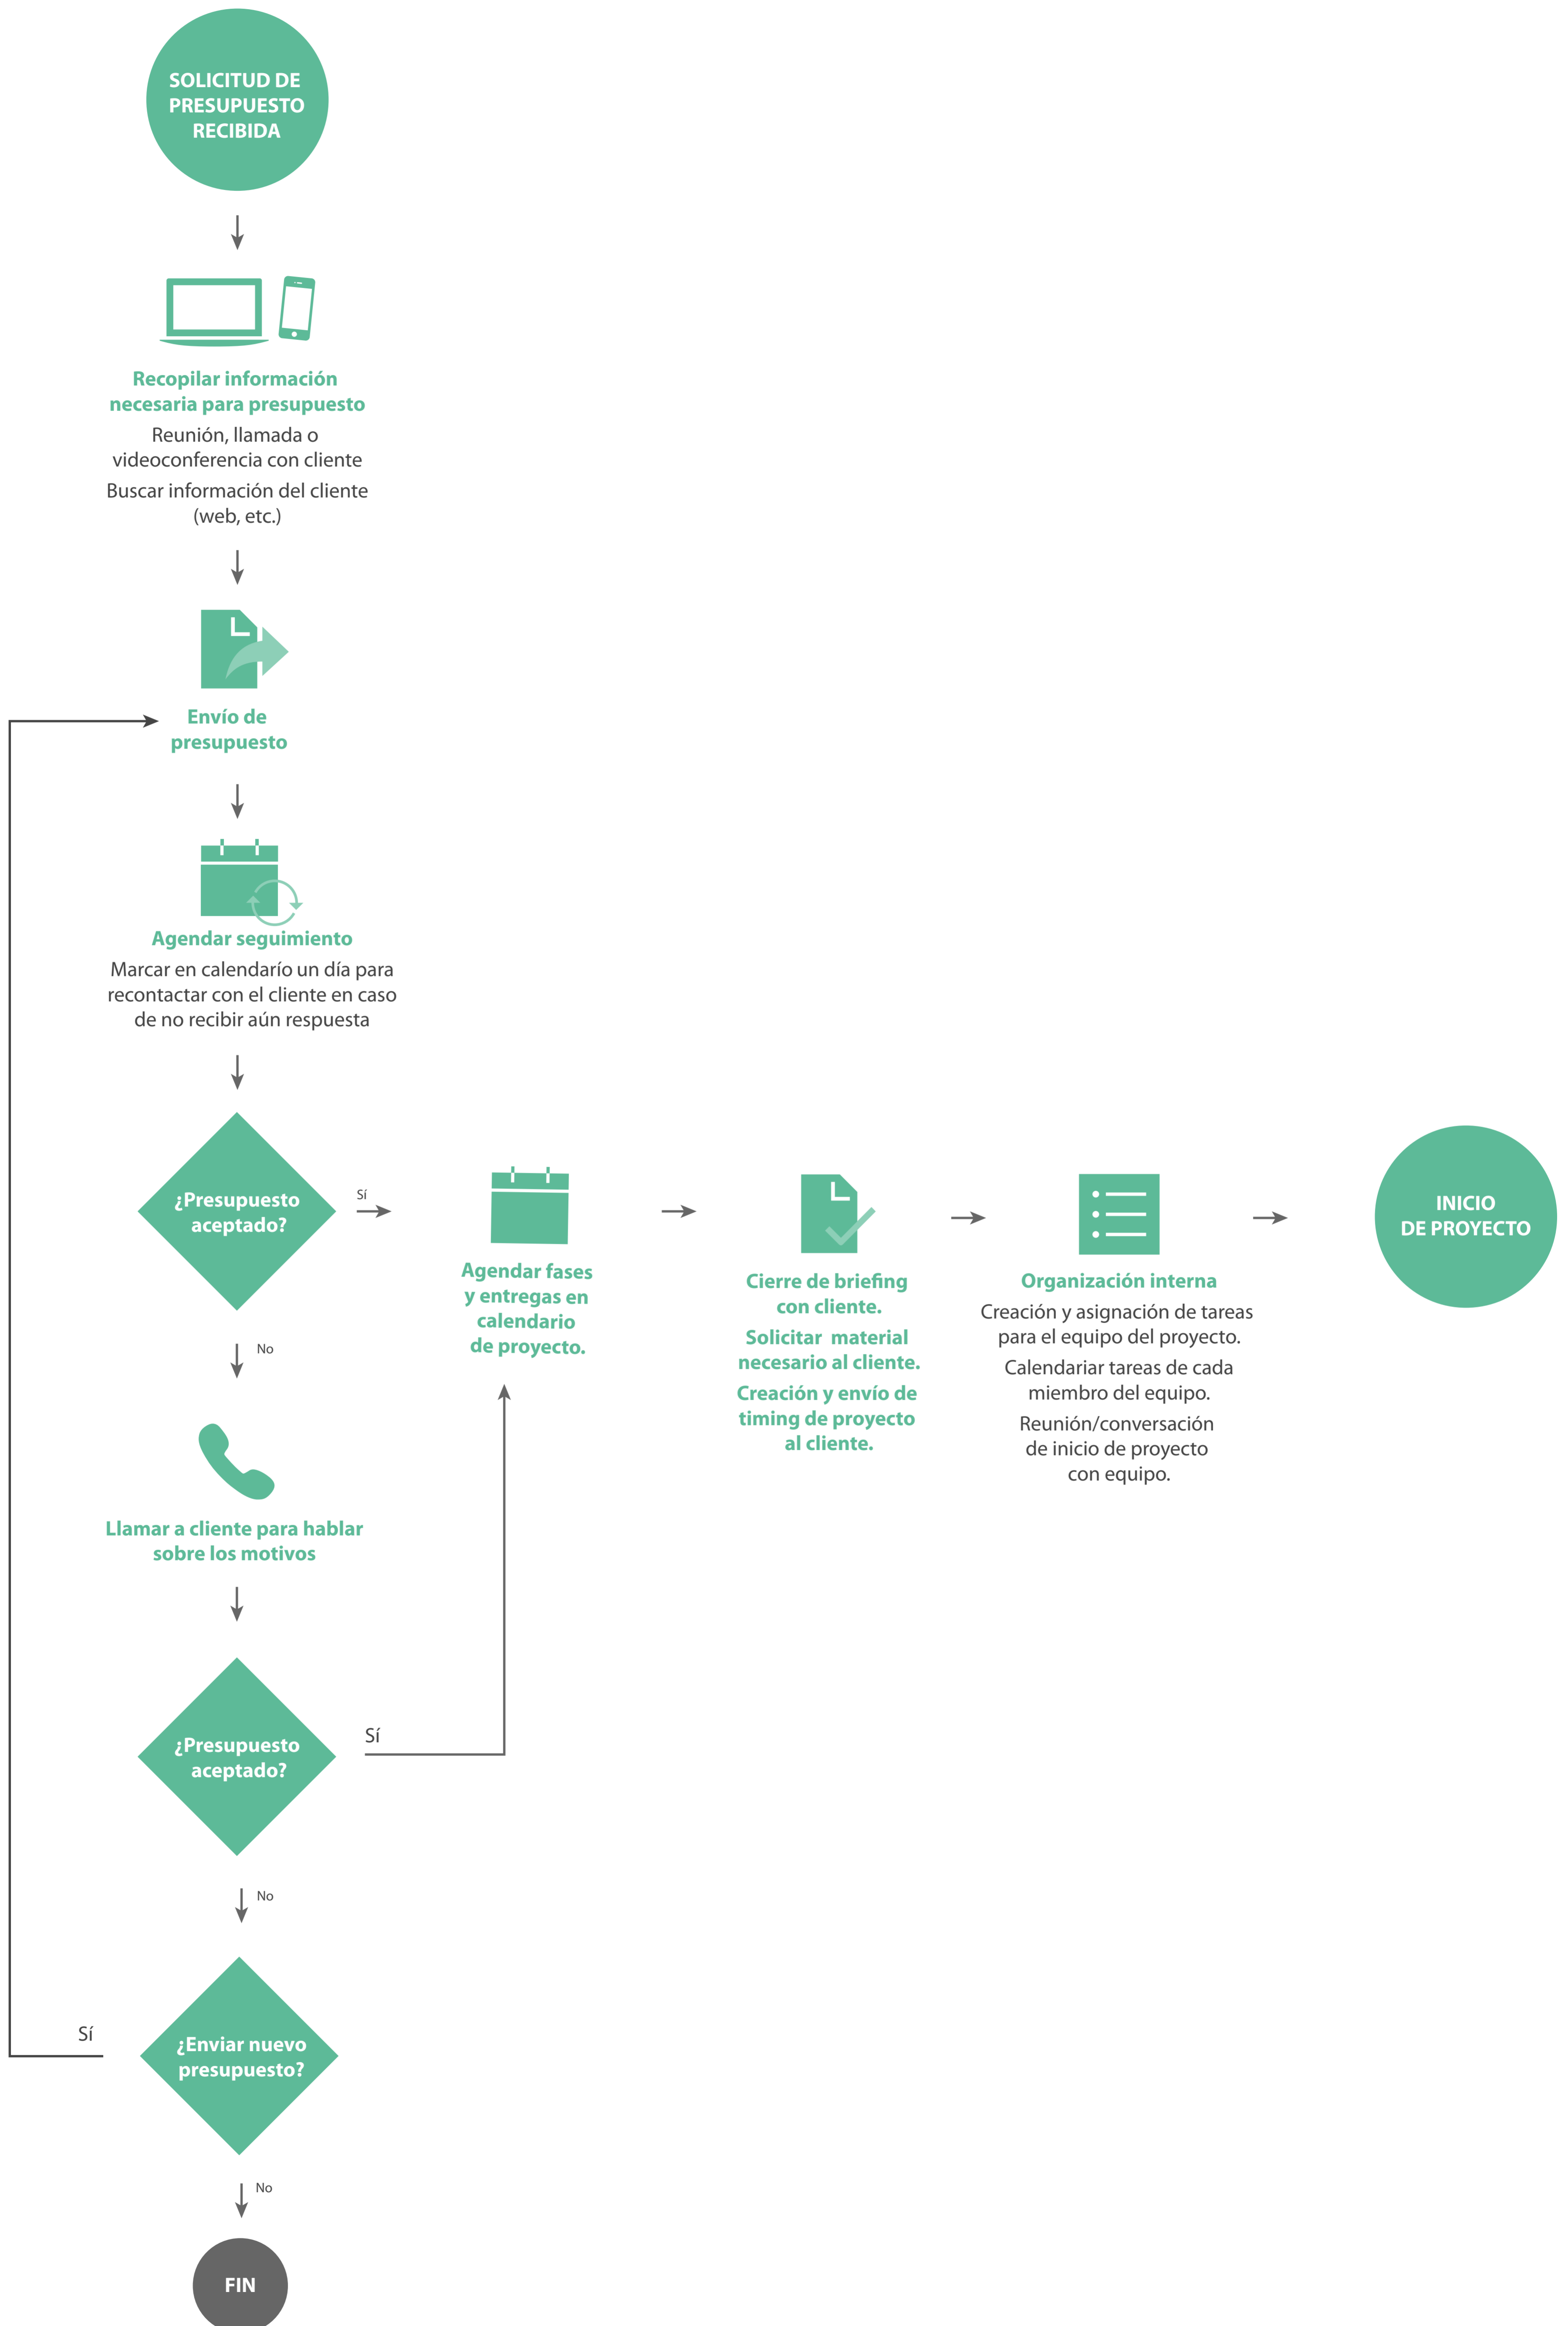 SOLICITUD DE
PRESUPUESTO
RECIBIDA
Recopilar información
necesaria para presupuesto
Reunión, llamada o
videoconferencia con cliente
Buscar información del cliente
(web, etc.)
Envío de
presupuesto
Agendar seguimiento
Marcar en calendarío un día para
recontactar con el cliente en caso
de no recibir aún respuesta
¿Presupuesto
aceptado?
Sí
Agendar fases
y entregas en
calendario
de proyecto.
Cierre de briefing
con cliente.
Solicitar material
necesario al cliente.
Creación y envío de
timing de proyecto
al cliente.
Organización interna
Creación y asignación de tareas
para el equipo del proyecto.
Calendariar tareas de cada
miembro del equipo.
Reunión/conversación
de inicio de proyecto
con equipo.
INICIO
DE PROYECTO
No
Llamar a cliente para hablar
sobre los motivos
¿Presupuesto
aceptado?
Sí
No
¿Enviar nuevo
presupuesto?
Sí
No
FIN